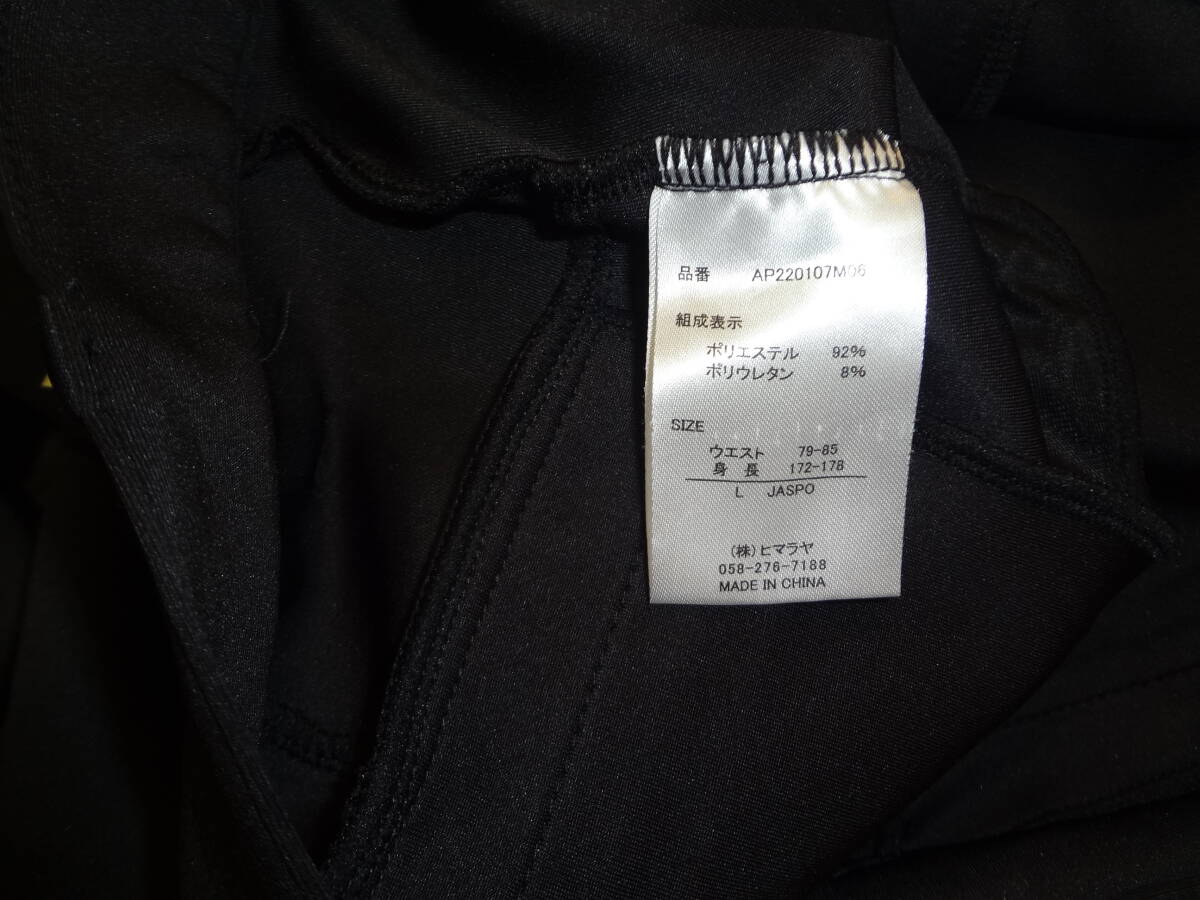 品番 AP220107M06
組成表示
ポリエステル 92%
ポリウレタン 8%
SIZE
ウエスト 79-85
身長 172-178
L JASPO
(株)ヒマラヤ
058-276-7188
MADE IN CHINA